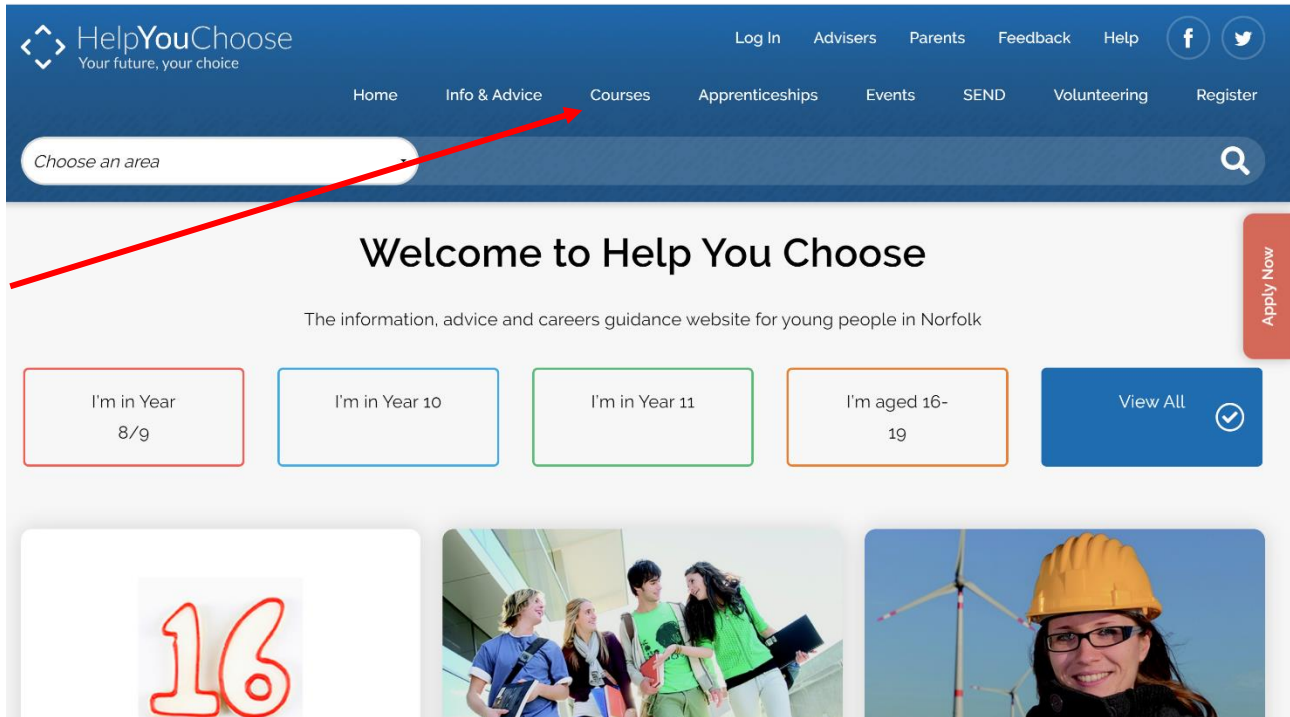 HelpYouChoose
Your future, your choice
Log In Advisers Parents Feedback Help
Home Info & Advice Courses Apprenticeships Events SEND Volunteering Register
Choose an area
Welcome to Help You Choose
Apply Now
The information, advice and careers guidance website for young people in Norfolk
I'm in Year
8/9
I'm in Year 10
I'm in Year 11
I'm aged 16-
19
View All
16